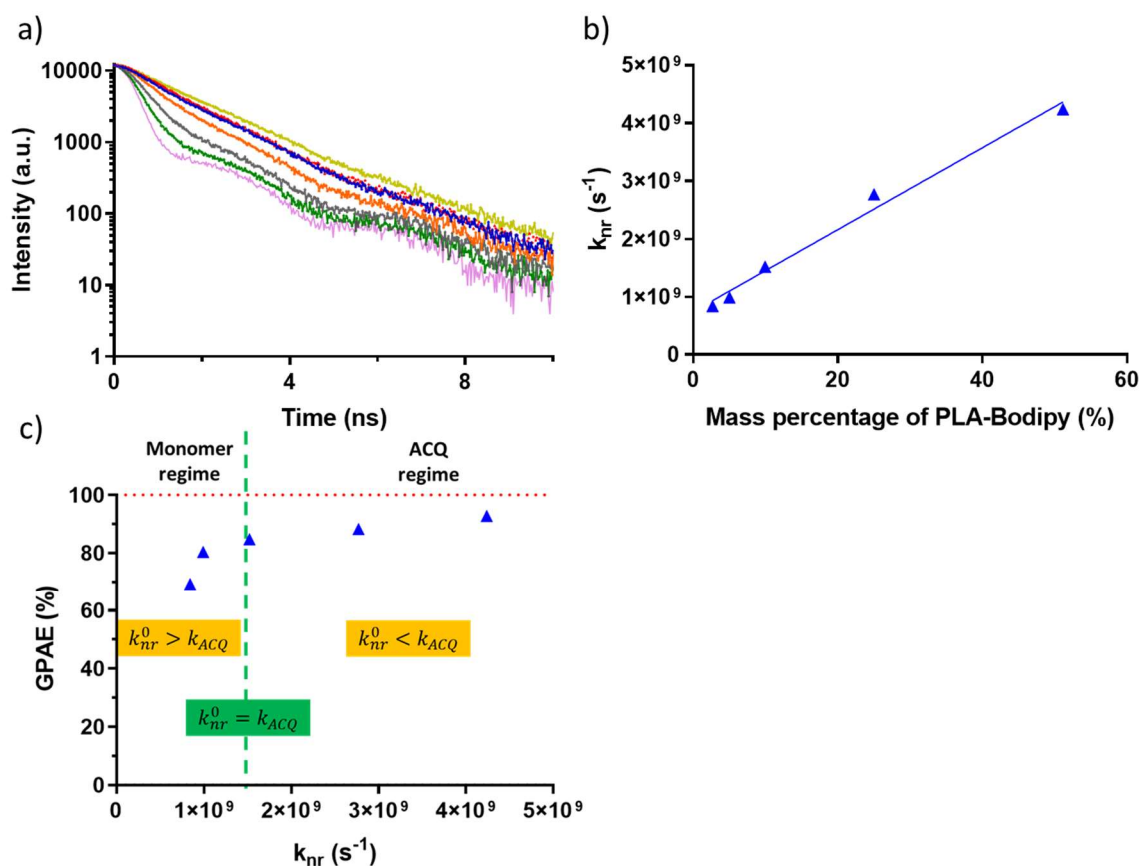 a)
10000
1000
100
10
1
Intensity (a.u.)
0
4
8
Time (ns)
b)
5×10⁹
4×10⁹
3×10⁹
2×10⁹
1×10⁹
0
kₙᵣ (s⁻¹)
0
20
40
60
Mass percentage of PLA-Bodipy (%)
c)
Monomer
regime
ACQ
regime
100
80
60
40
20
0
GPAE (%)
k⁰ₙᵣ > k_ACQ
k⁰ₙᵣ < k_ACQ
k⁰ₙᵣ = k_ACQ
0
1×10⁹
2×10⁹
3×10⁹
4×10⁹
5×10⁹
kₙᵣ (s⁻¹)